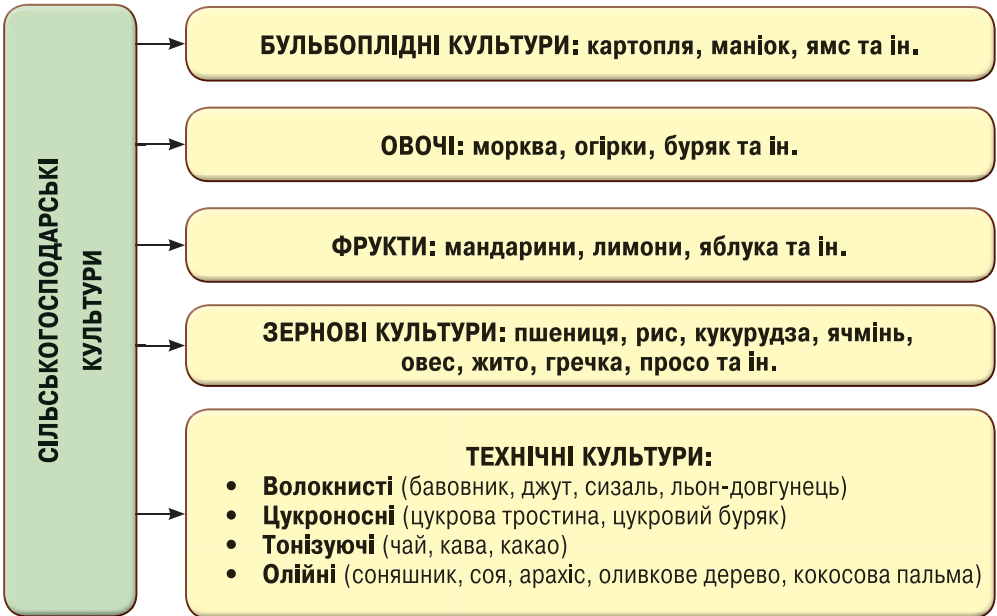 СІЛЬСЬКОГОСПОДАРСЬКІ
КУЛЬТУРИ
БУЛЬБОПЛІДНІ КУЛЬТУРИ: картопля, маніок, ямс та ін.
ОВОЧІ: морква, огірки, буряк та ін.
ФРУКТИ: мандарини, лимони, яблука та ін.
ЗЕРНОВІ КУЛЬТУРИ: пшениця, рис, кукурудза, ячмінь,
овес, жито, гречка, просо та ін.
ТЕХНІЧНІ КУЛЬТУРИ:
• Волокнисті (бавовник, джут, сизаль, льон-довгунець)
• Цукроносні (цукрова тростина, цукровий буряк)
• Тонізуючі (чай, кава, какао)
• Олійні (соняшник, соя, арахіс, оливкове дерево, кокосова пальма)